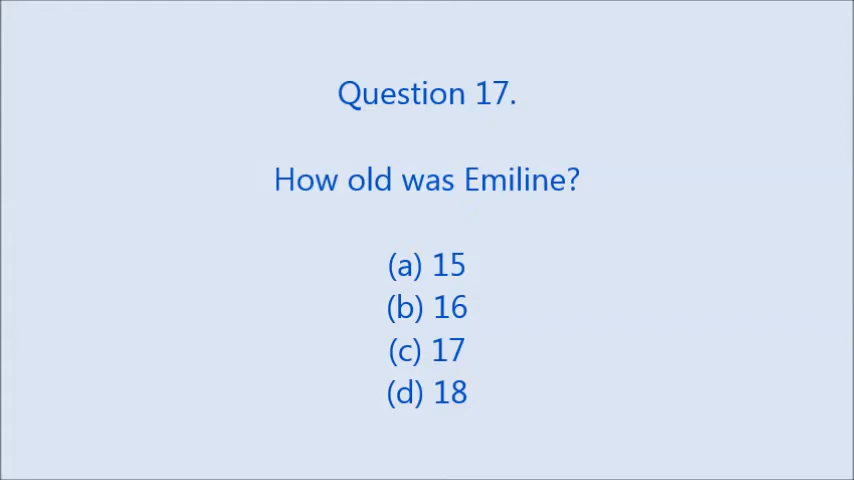 Question 17.
How old was Emiline?
(a) 15
(b) 16
(c) 17
(d) 18